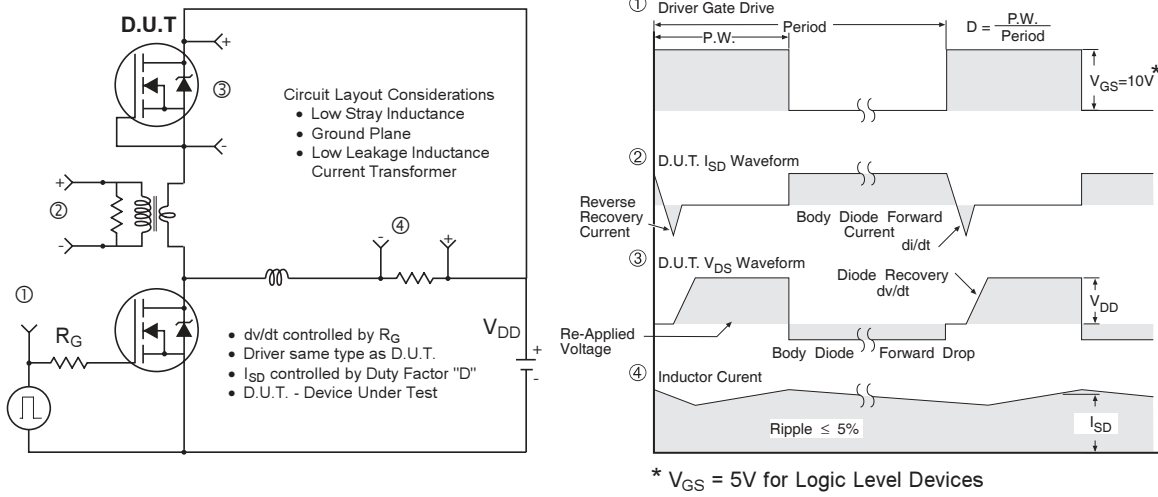 D.U.T
+
③
-
Circuit Layout Considerations
• Low Stray Inductance
• Ground Plane
• Low Leakage Inductance
Current Transformer
+
②
-
④
- +
①
R_G
• dv/dt controlled by R_G
• Driver same type as D.U.T.
• I_SD controlled by Duty Factor "D"
• D.U.T. - Device Under Test
V_DD
+
-
① Driver Gate Drive
P.W.
Period
D = P.W. / Period
V_GS=10V*
② D.U.T. I_SD Waveform
Reverse
Recovery
Current
Body Diode Forward
Current
di/dt
③ D.U.T. V_DS Waveform
Diode Recovery
dv/dt
V_DD
Re-Applied
Voltage
Body Diode Forward Drop
④ Inductor Curent
Ripple ≤ 5%
I_SD
* V_GS = 5V for Logic Level Devices